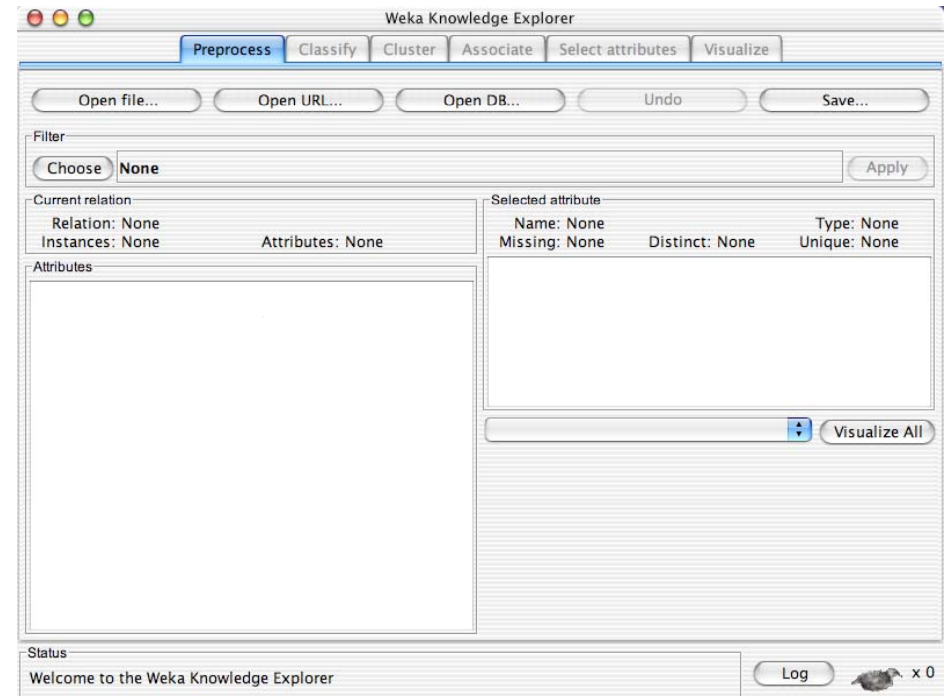 Weka Knowledge Explorer
Preprocess Classify Cluster Associate Select attributes Visualize
Open file... Open URL... Open DB... Undo Save...
Filter
Choose None Apply
Current relation
Relation: None
Instances: None Attributes: None
Selected attribute
Name: None Type: None
Missing: None Distinct: None Unique: None
Attributes
Visualize All
Status
Welcome to the Weka Knowledge Explorer
Log x 0